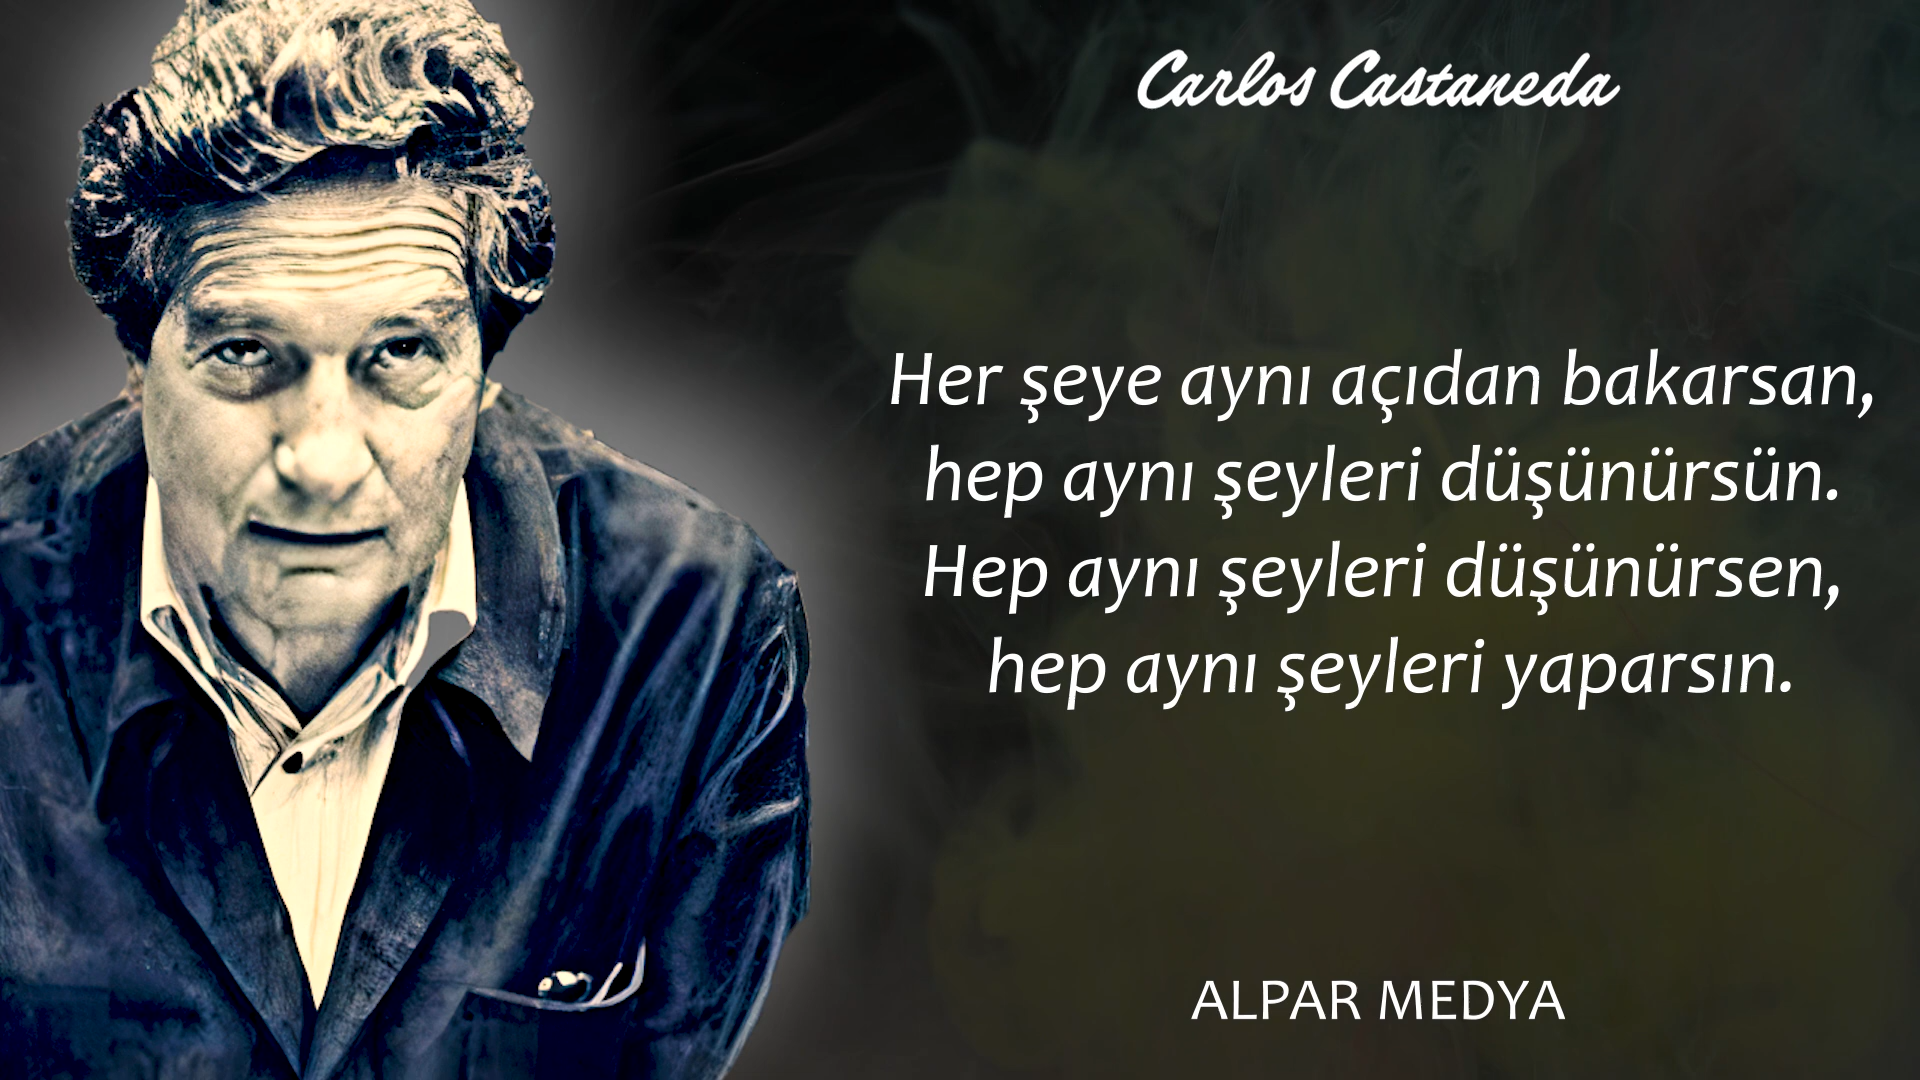 Carlos Castaneda
Her şeye aynı açıdan bakarsan,
hep aynı şeyleri düşünürsün.
Hep aynı şeyleri düşünürsen,
hep aynı şeyleri yaparsın.
ALPAR MEDYA